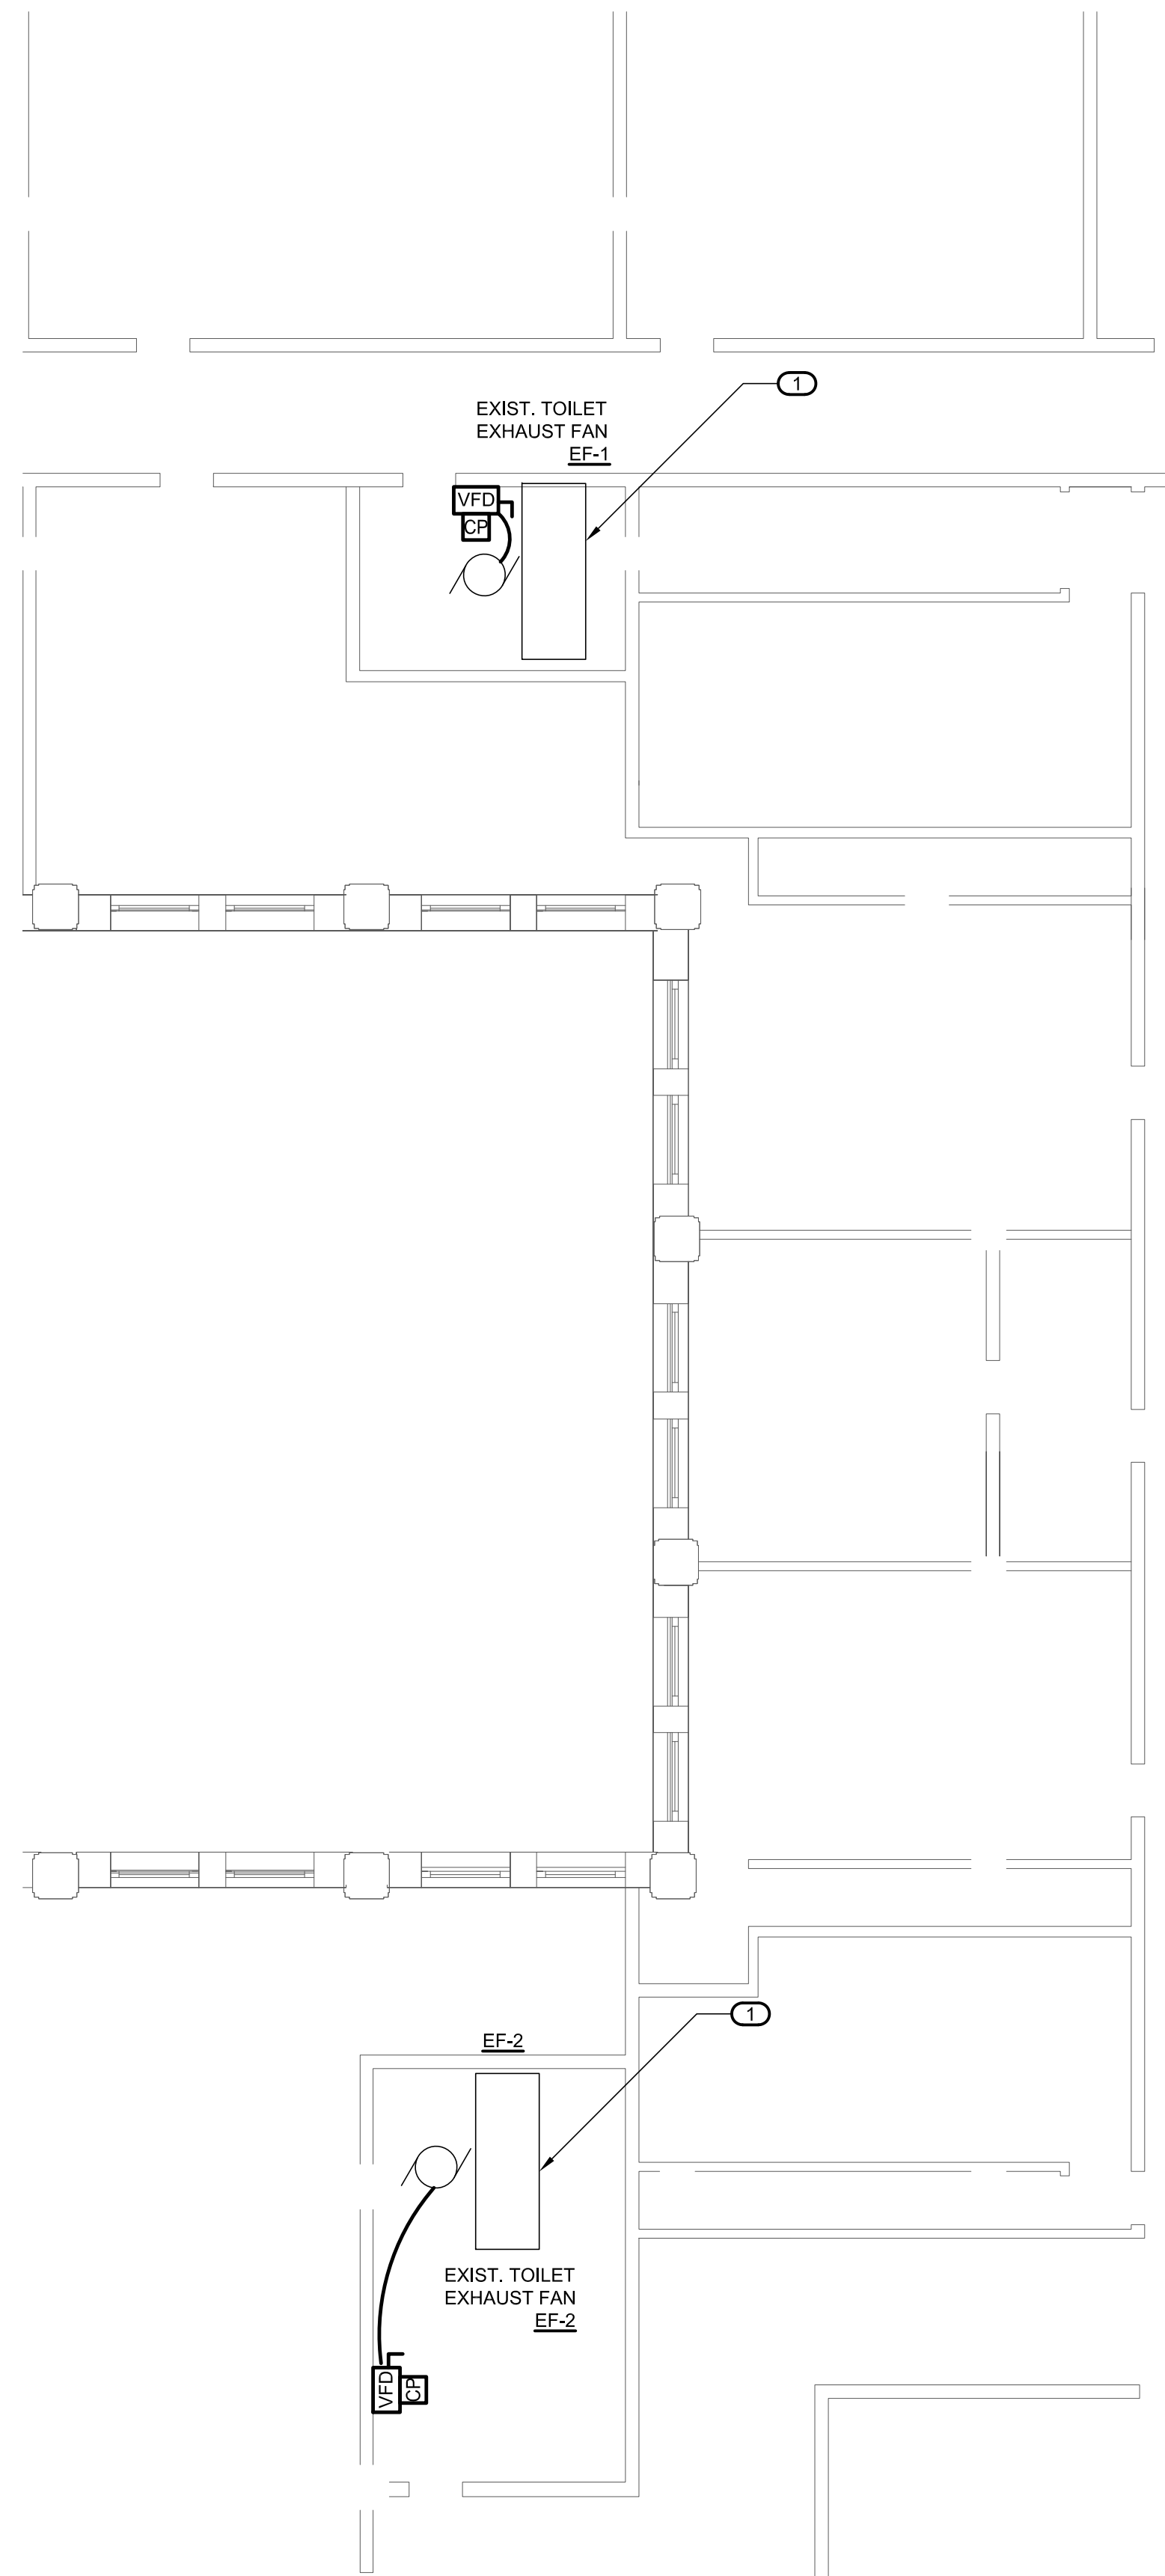 1
EXIST. TOILET
EXHAUST FAN
EF-1
VFD
CP
1
EF-2
EXIST. TOILET
EXHAUST FAN
EF-2
VFD
CP